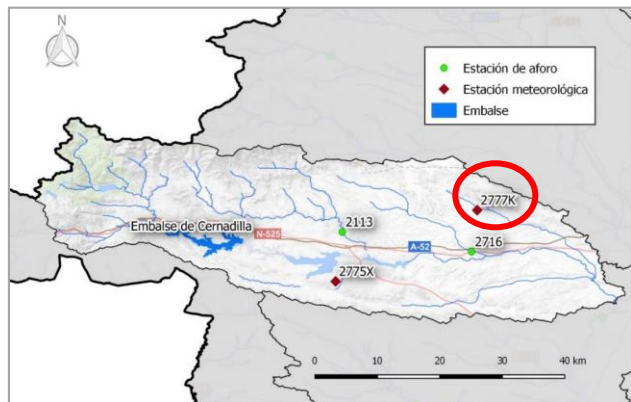 N
Estación de aforo
Estación meteorológica
Embalse
2777K
2113
Embalse de Cernadilla
N-525
A-52
2716
2775X
0 10 20 30 40 km